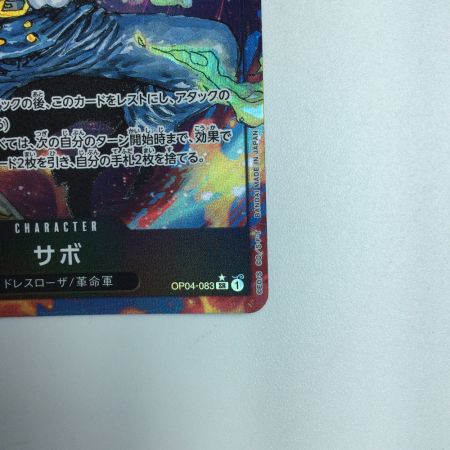 ックの後、このカードをレストにし、アタックの
べては、次の自分のターン開始時まで、効果で
ード2枚を引き、自分の手札2枚を捨てる。
CHARACTER
サボ
ドレスローザ/革命軍
OP04-083 SR 1
BANDAI MADE IN JAPAN